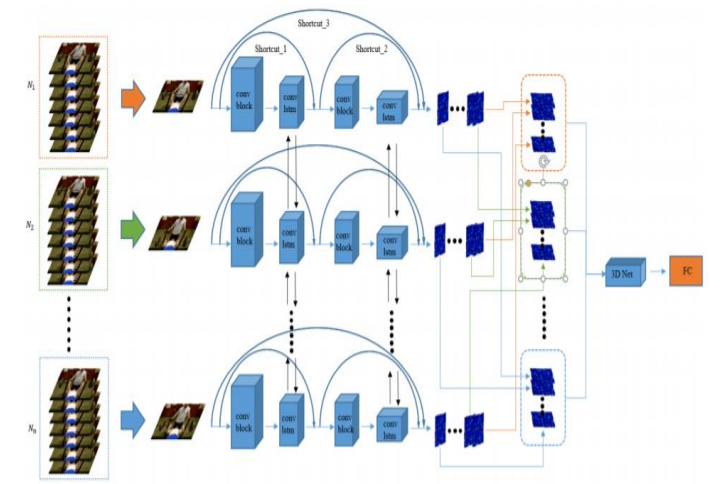 Shortcut_3
N₁
Shortcut_1
Shortcut_2
conv
block
conv
lstm
conv
block
conv
lstm
N₂
conv
block
conv
lstm
conv
block
conv
lstm
3D Net
FC
Nₙ
conv
block
conv
lstm
conv
block
conv
lstm